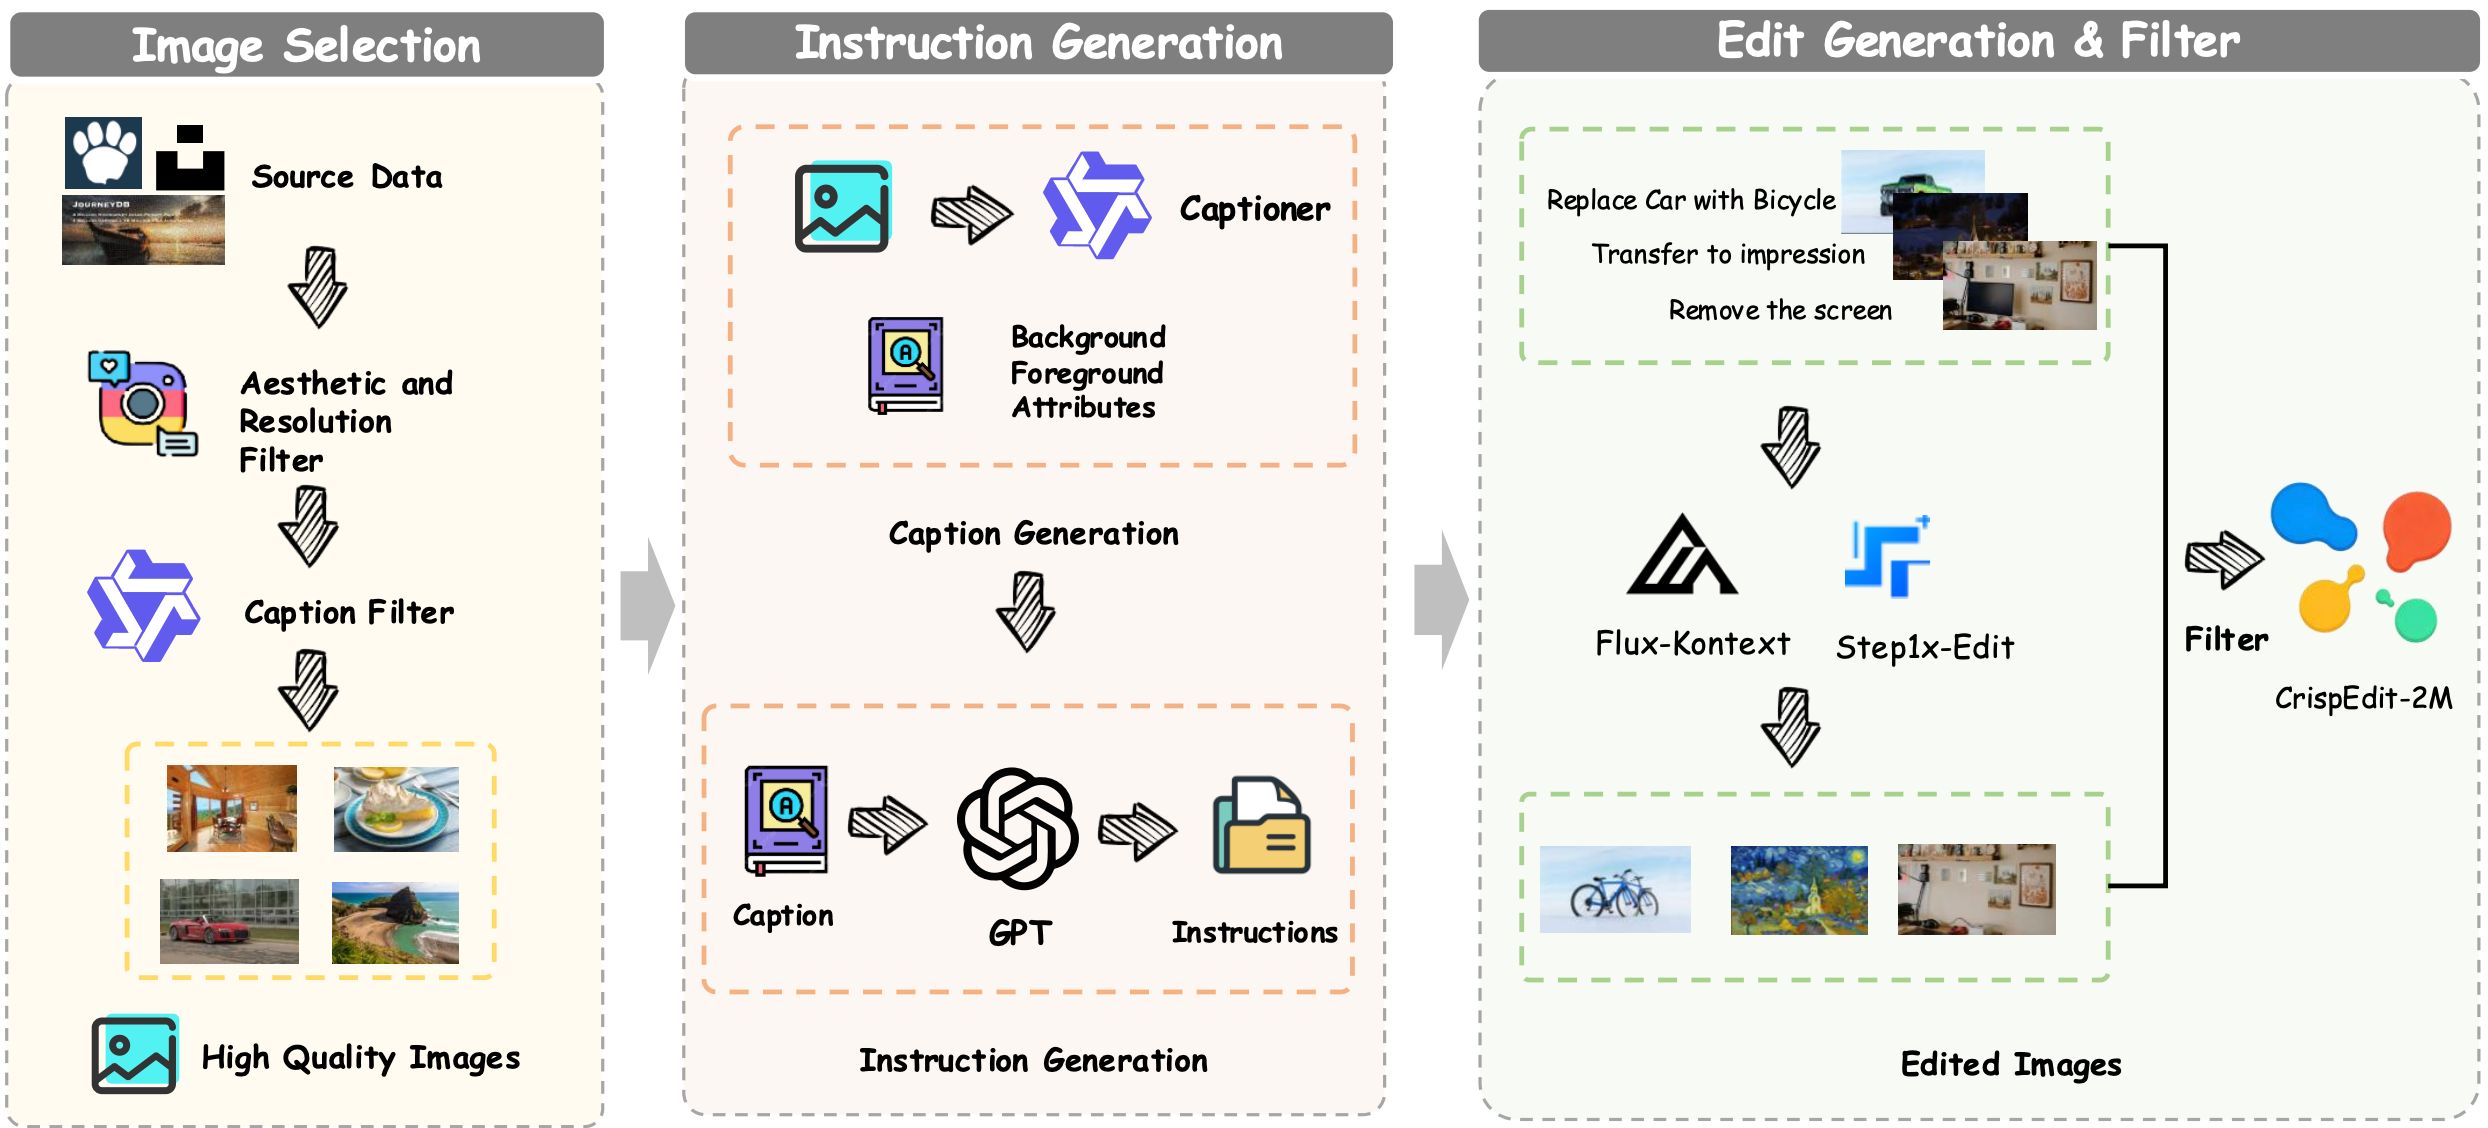 Image Selection
Source Data
JOURNEYDB
Aesthetic and
Resolution
Filter
Caption Filter
High Quality Images
Instruction Generation
Captioner
A
Background
Foreground
Attributes
Caption Generation
A
Caption
GPT
Instructions
Instruction Generation
Edit Generation & Filter
Replace Car with Bicycle
Transfer to impression
Remove the screen
Flux-Kontext
Step1x-Edit
Filter
CrispEdit-2M
Edited Images